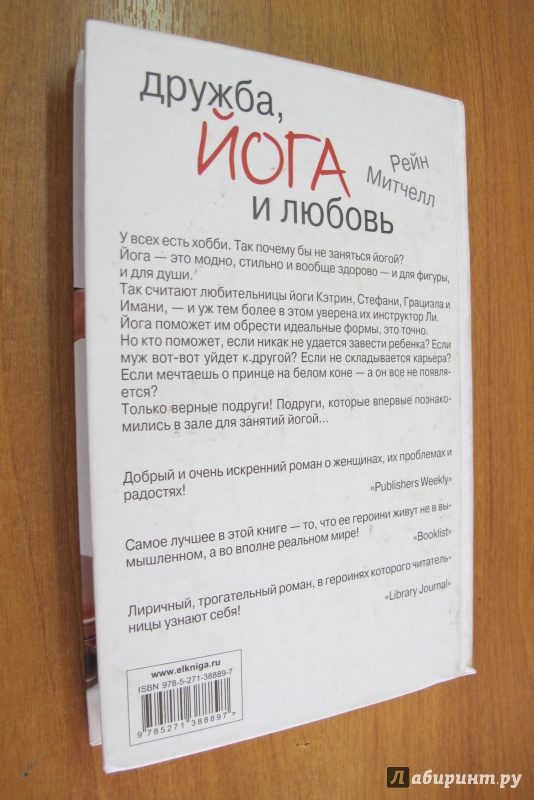 дружба,
ЙОГА
и любовь
Рейн
Митчелл
У всех есть хобби. Так почему бы не заняться йогой?
Йога — это модно, стильно и вообще здорово — и для фигуры,
и для души.
Так считают любительницы йоги Кэтрин, Стефани, Грациэла и
Имани, — и уж тем более в этом уверена их инструктор Ли.
Йога поможет им обрести идеальные формы, это точно.
Но кто поможет, если никак не удается завести ребенка? Если
муж вот-вот уйдет к другой? Если не складывается карьера?
Если мечтаешь о принце на белом коне — а он все не появля-
ется?
Только верные подруги! Подруги, которые впервые познако-
мились в зале для занятий йогой...
Добрый и очень искренний роман о женщинах, их проблемах и
радостях!
«Publishers Weekly»
Самое лучшее в этой книге — то, что ее героини живут не в вы-
мышленном, а во вполне реальном мире!
«Booklist»
Лиричный, трогательный роман, в героинях которого читатель-
ницы узнают себя!
«Library Journal»
www.elkniga.ru
ISBN 978-5-271-38889-7
9 785271 388897 >
Лабиринт.ру